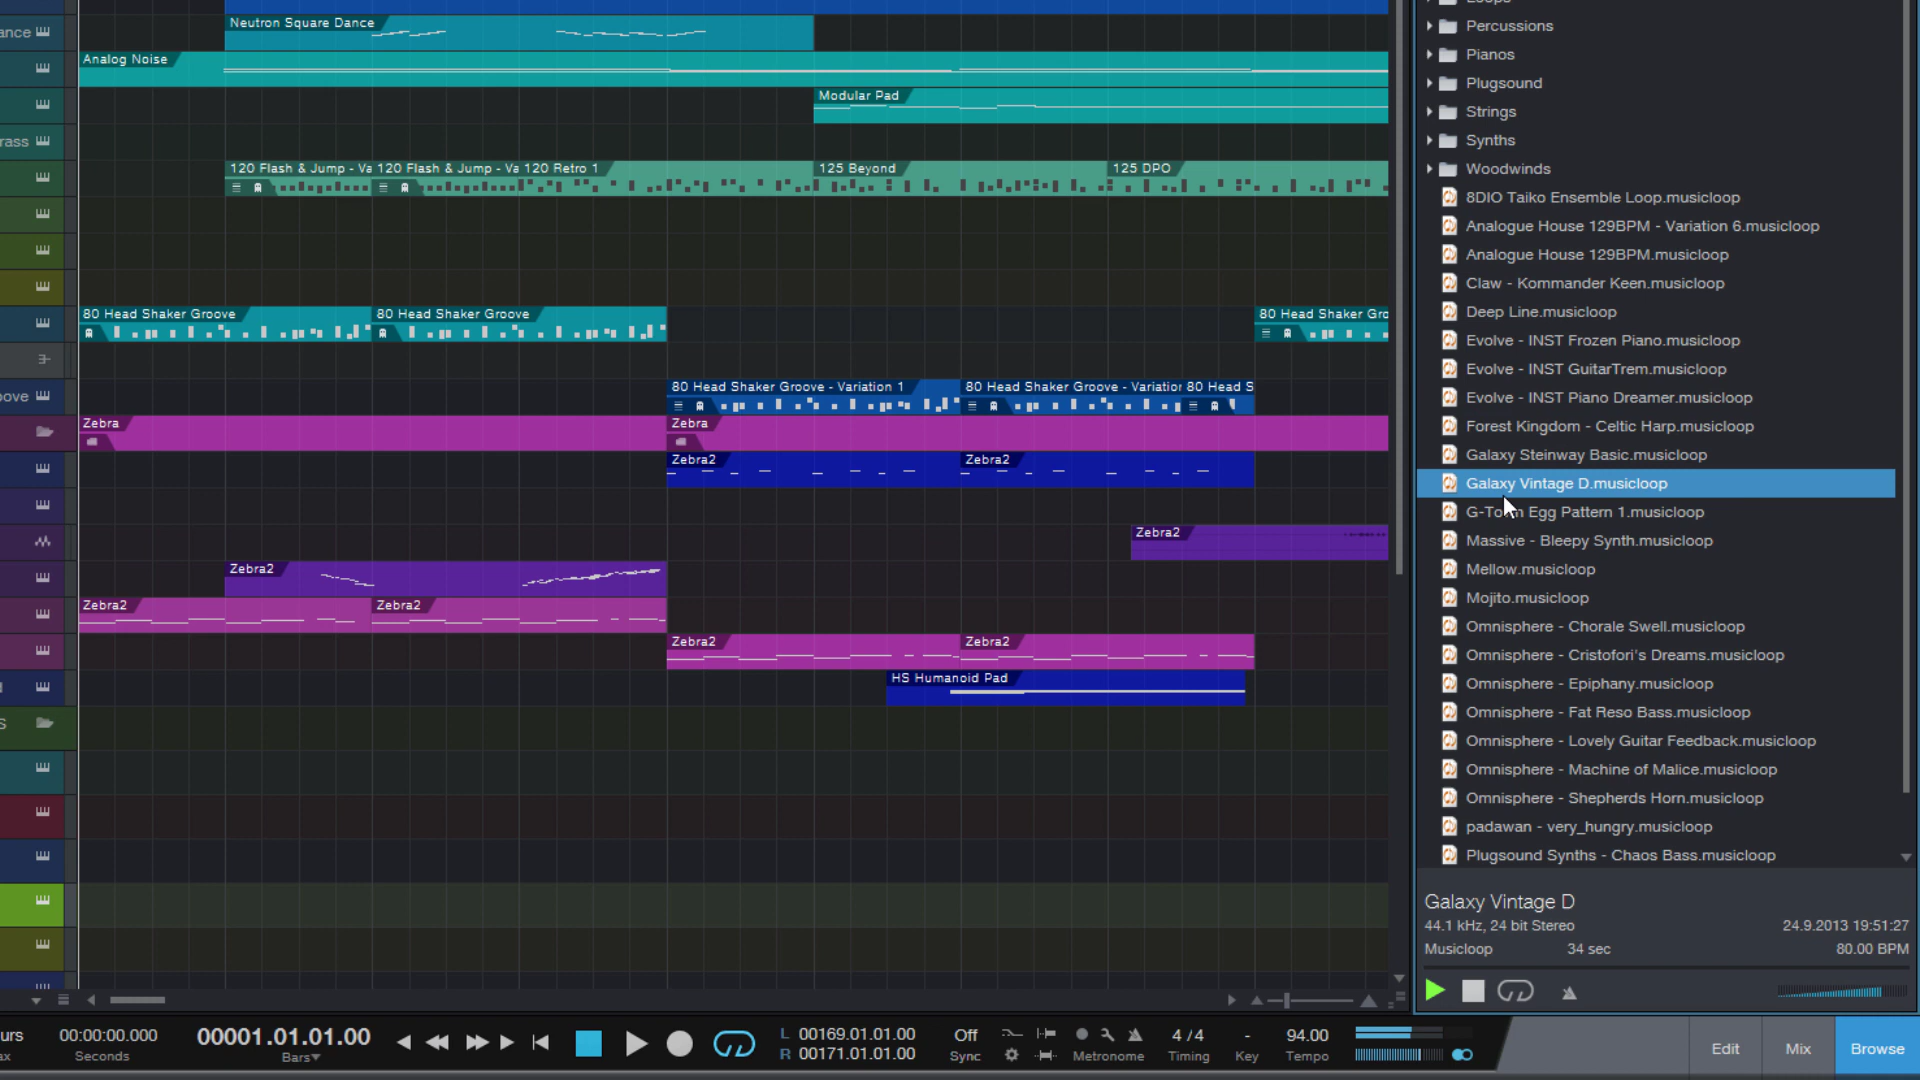 Neutron Square Dance
ance
Analog Noise
Modular Pad
rass
120 Flash & Jump - Va 120 Flash & Jump - Va 120 Retro 1
125 Beyond
125 DPO
80 Head Shaker Groove
80 Head Shaker Groove
80 Head Shaker Gro
80 Head Shaker Groove - Variation 1
80 Head Shaker Groove - Variation 80 Head S
ove
Zebra
Zebra
Zebra2
Zebra2
Zebra2
Zebra2
Zebra2
Zebra2
Zebra2
Zebra2
HS Humanoid Pad
S
Loops
Percussions
Pianos
Plugsound
Strings
Synths
Woodwinds
8DIO Taiko Ensemble Loop.musicloop
Analogue House 129BPM - Variation 6.musicloop
Analogue House 129BPM.musicloop
Claw - Kommander Keen.musicloop
Deep Line.musicloop
Evolve - INST Frozen Piano.musicloop
Evolve - INST GuitarTrem.musicloop
Evolve - INST Piano Dreamer.musicloop
Forest Kingdom - Celtic Harp.musicloop
Galaxy Steinway Basic.musicloop
Galaxy Vintage D.musicloop
Egg Pattern 1.musicloop
Massive - Bleepy Synth.musicloop
Mellow.musicloop
Mojito.musicloop
Omnisphere - Chorale Swell.musicloop
Omnisphere - Cristofori's Dreams.musicloop
Omnisphere - Epiphany.musicloop
Omnisphere - Fat Reso Bass.musicloop
Omnisphere - Lovely Guitar Feedback.musicloop
Omnisphere - Machine of Malice.musicloop
Omnisphere - Shepherds Horn.musicloop
padawan - very_hungry.musicloop
Plugsound Synths - Chaos Bass.musicloop
Galaxy Vintage D
44.1 kHz, 24 bit Stereo 24.9.2013 19:51:27
Musicloop 34 sec 80.00 BPM
urs 00:00:00.000 00001.01.01.00 L 00169.01.01.00 Off 4 / 4 - 94.00
ax Seconds Bars R 00171.01.01.00 Sync Metronome Timing Key Tempo
Edit Mix Browse